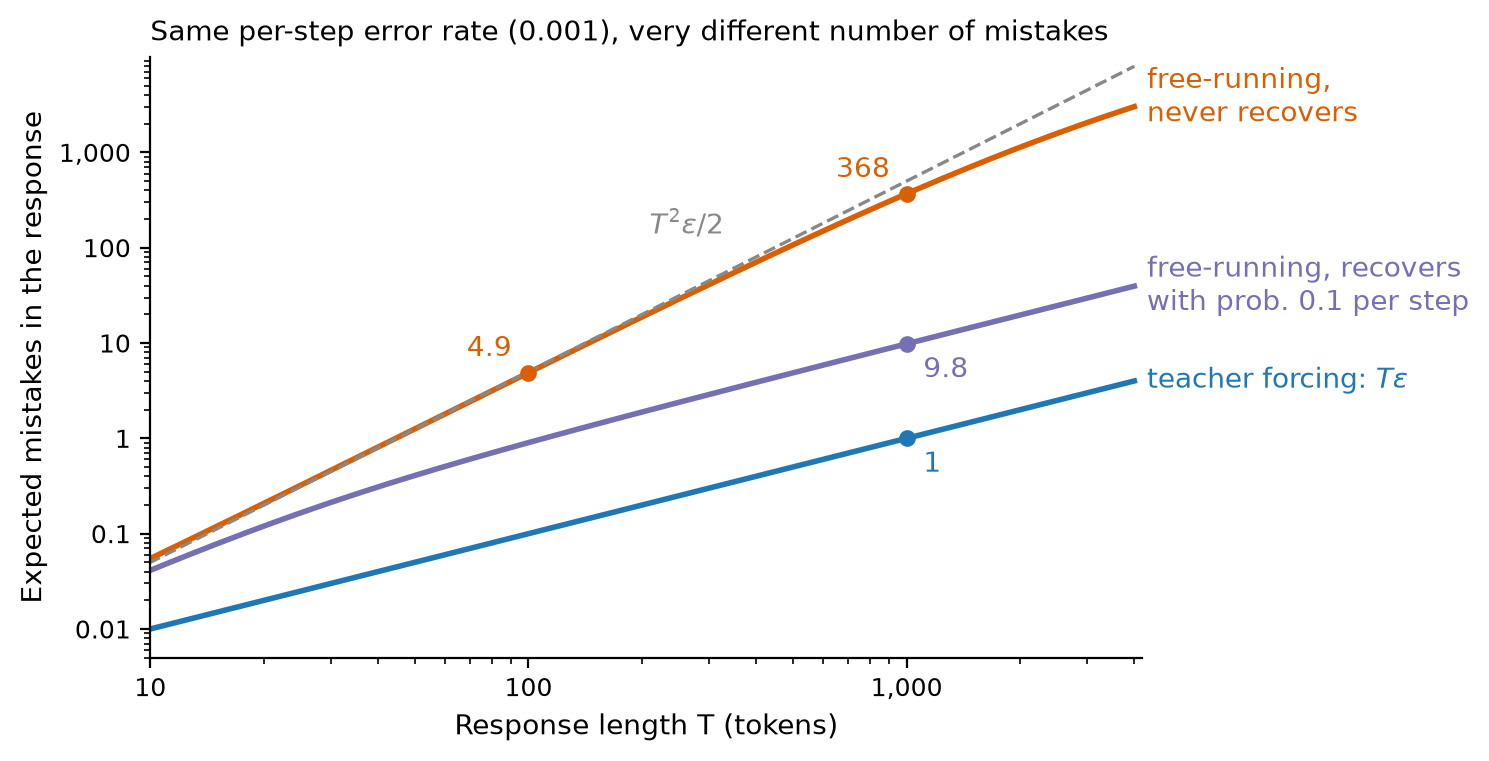 Same per-step error rate (0.001), very different number of mistakes
Expected mistakes in the response
1,000
100
10
1
0.1
0.01
10
100
1,000
Response length T (tokens)
free-running,
never recovers
368
T²ε/2
4.9
free-running, recovers
with prob. 0.1 per step
9.8
teacher forcing: Tε
1